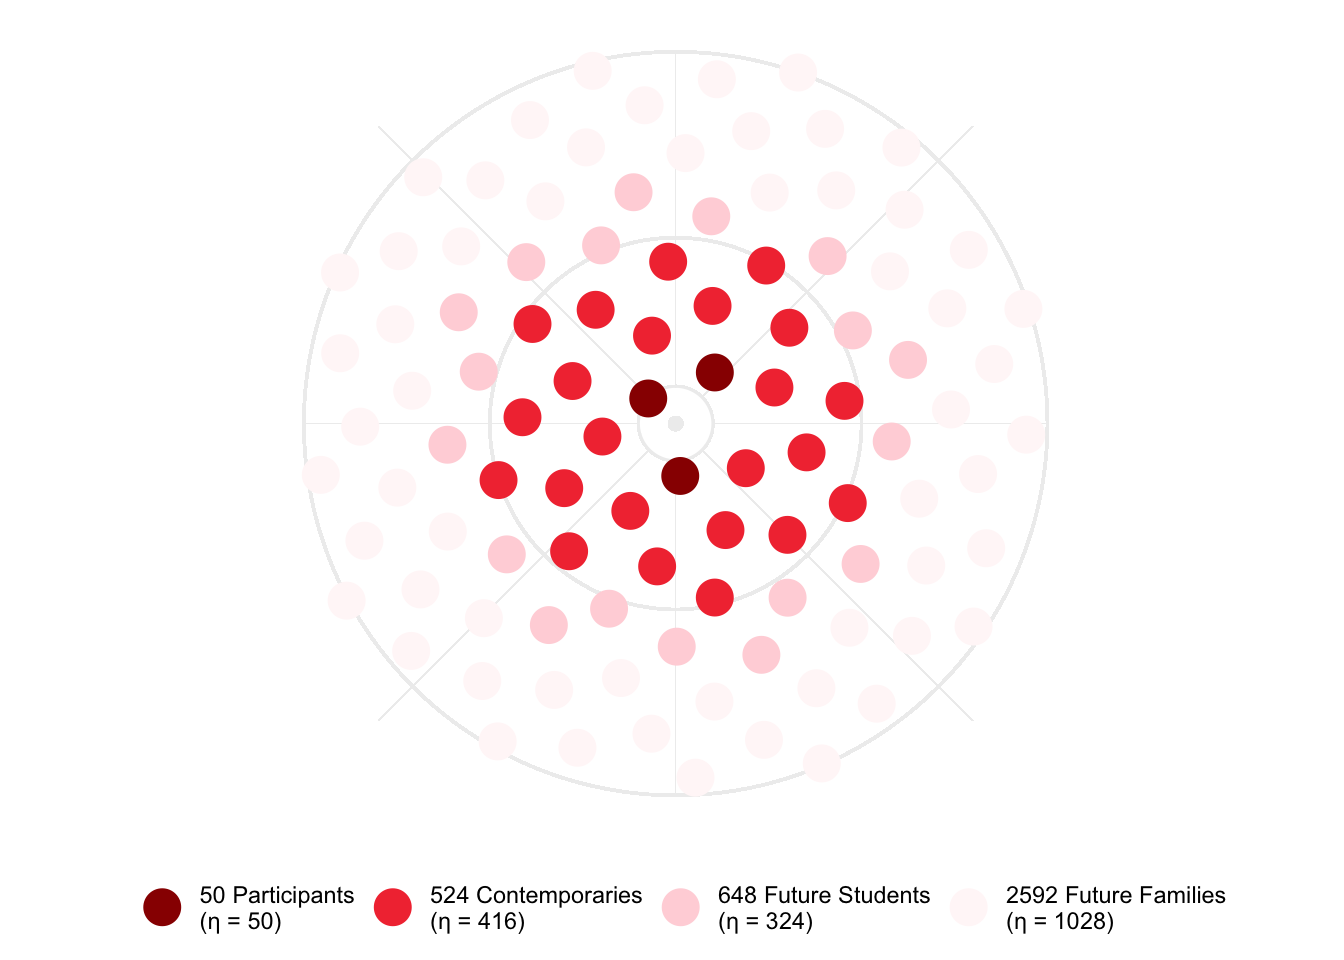 50 Participants
(η = 50)
524 Contemporaries
(η = 416)
648 Future Students
(η = 324)
2592 Future Families
(η = 1028)